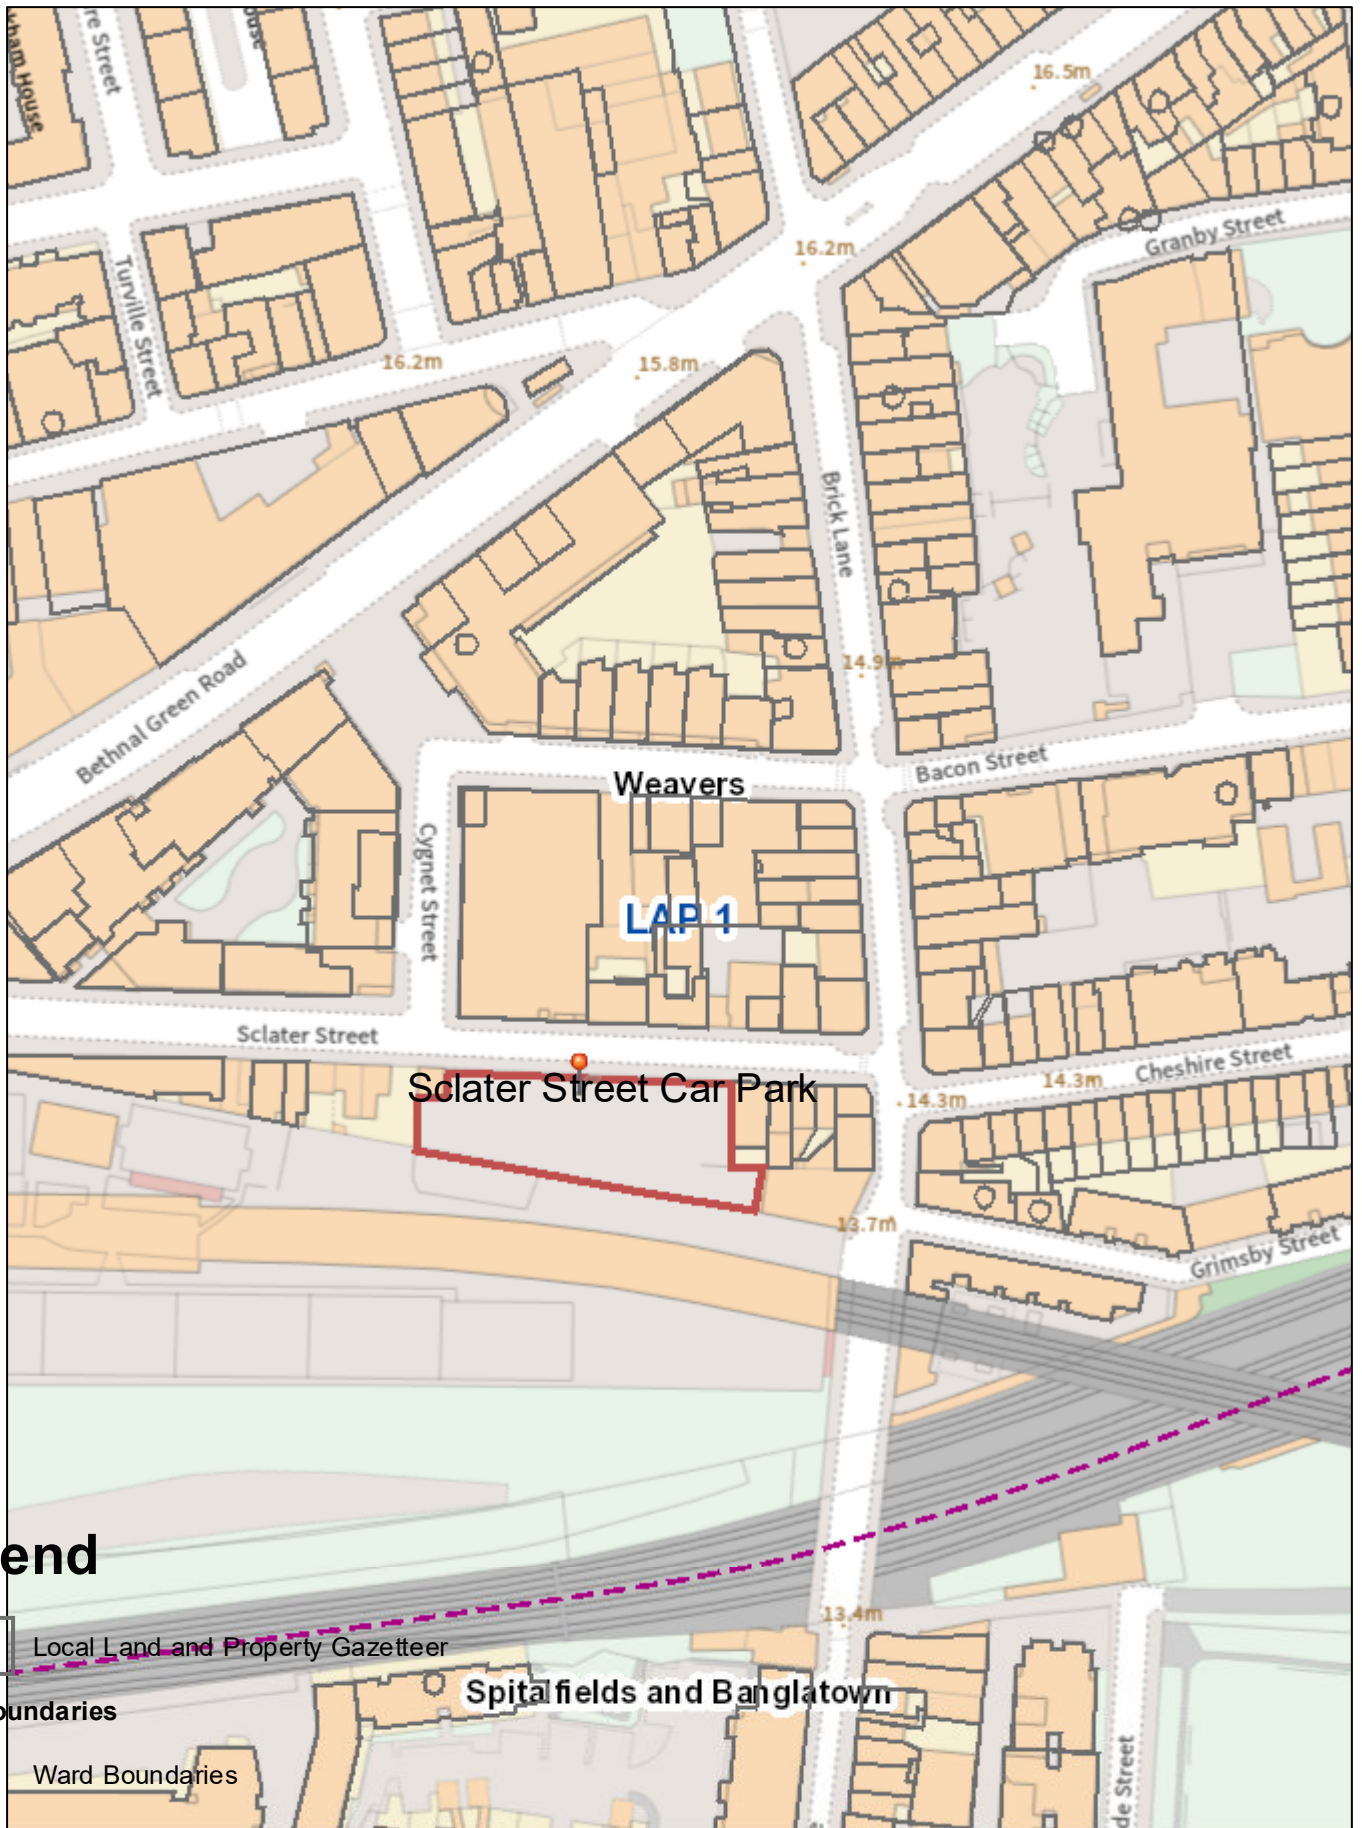 kham House
re Street
ouse
16.5m
Granby Street
16.2m
Turville Street
16.2m
15.8m
Brick Lane
14.9m
Bethnal Green Road
Bacon Street
Weavers
Cygnet Street
LAP 1
Sclater Street
Cheshire Street
Sclater Street Car Park
14.3m
14.3m
13.7m
Grimsby Street
end
13.4m
Local Land and Property Gazetteer
Spitalfields and Banglatown
oundaries
Ward Boundaries
de Street